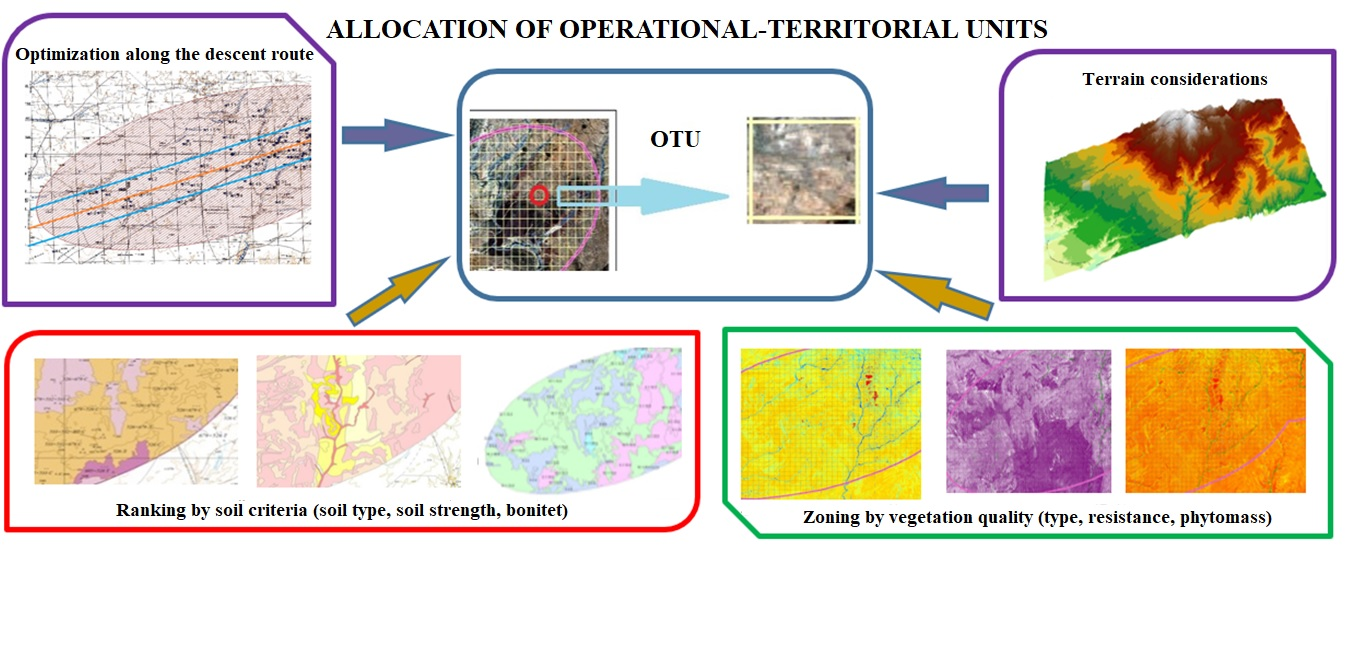 ALLOCATION OF OPERATIONAL-TERRITORIAL UNITS
Optimization along the descent route
OTU
Terrain considerations
Ranking by soil criteria (soil type, soil strength, bonitet)
Zoning by vegetation quality (type, resistance, phytomass)